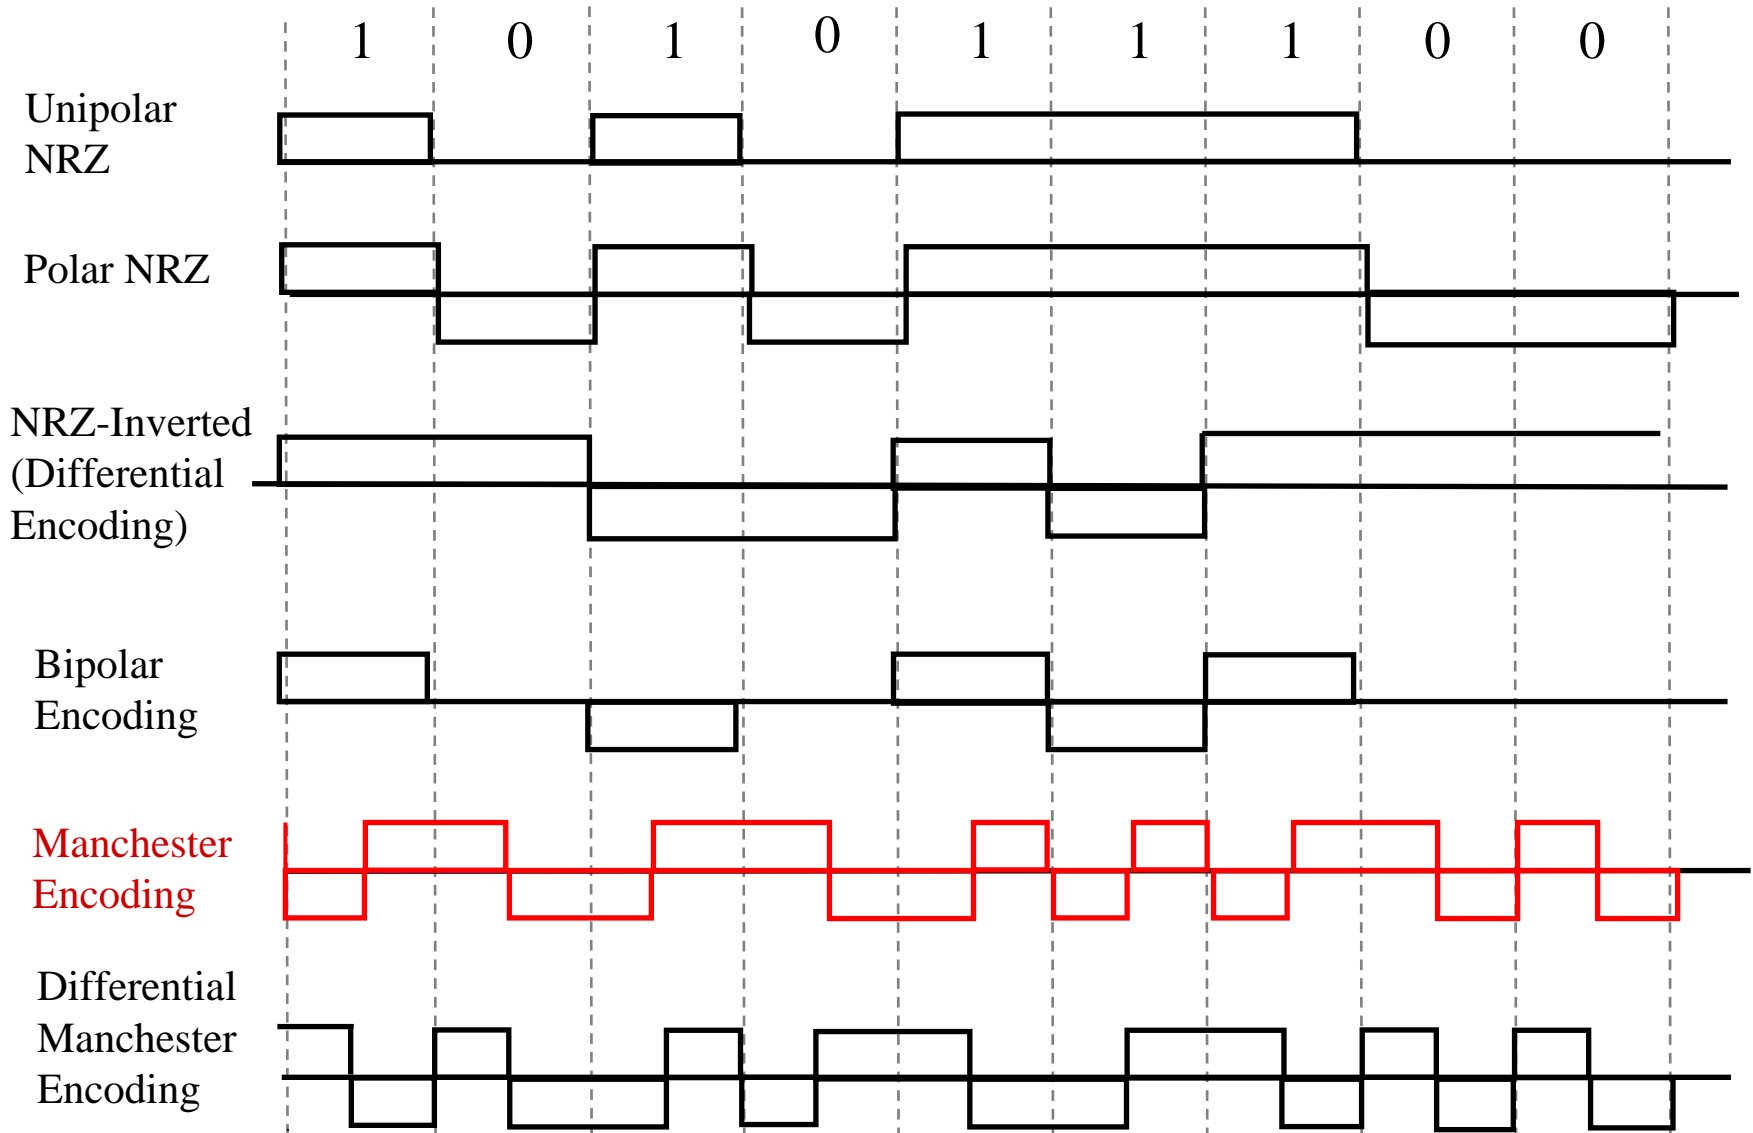 1 0 1 0 1 1 1 0 0
Unipolar
NRZ
Polar NRZ
NRZ-Inverted
(Differential
Encoding)
Bipolar
Encoding
Manchester
Encoding
Differential
Manchester
Encoding